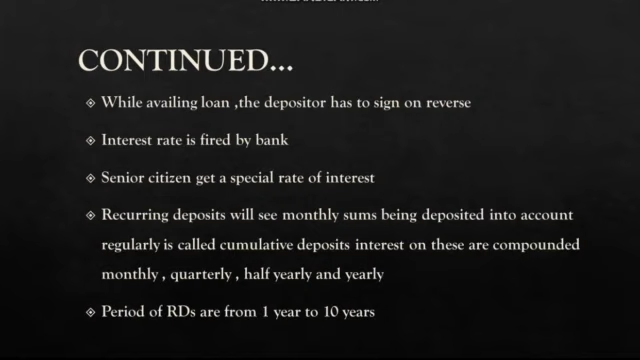 CONTINUED...
While availing loan ,the depositor has to sign on reverse
Interest rate is fired by bank
Senior citizen get a special rate of interest
Recurring deposits will see monthly sums being deposited into account
regularly is called cumulative deposits interest on these are compounded
monthly , quarterly , half yearly and yearly
Period of RDs are from 1 year to 10 years